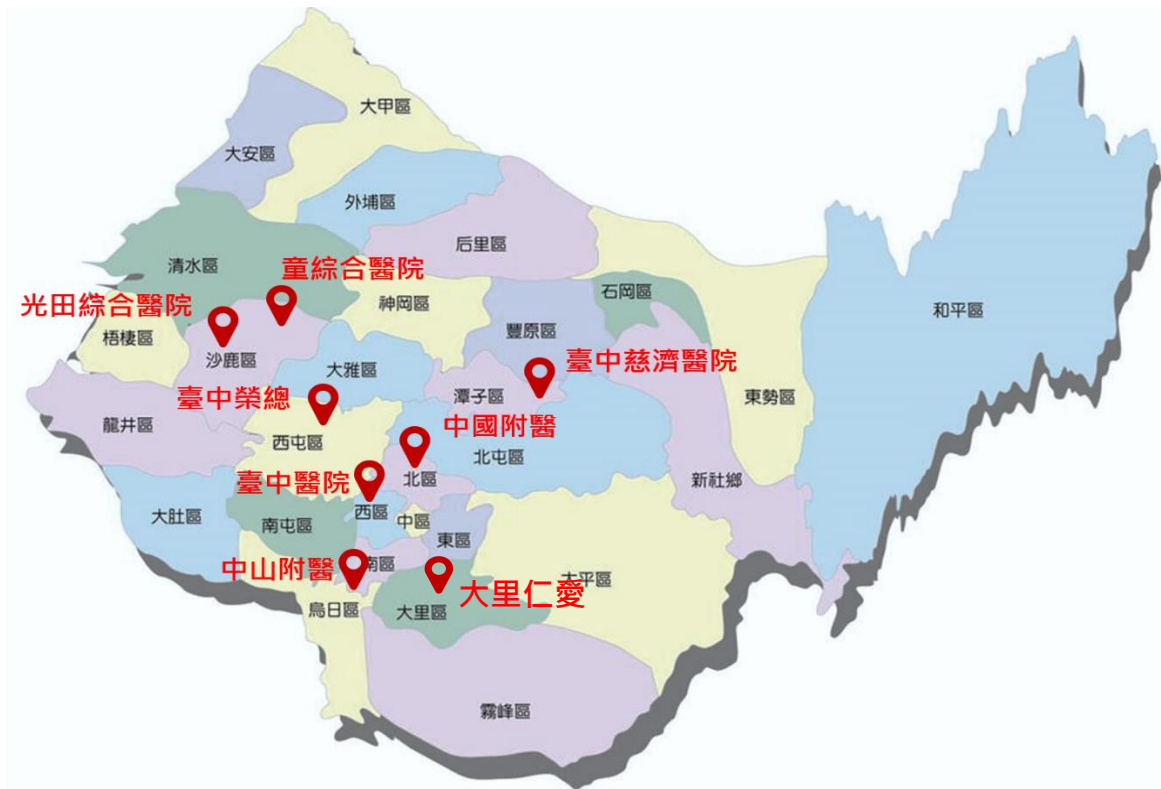 大甲區
大安區
外埔區
后里區
清水區
童綜合醫院
光田綜合醫院
神岡區
石岡區
和平區
梧棲區
豐原區
沙鹿區
大雅區
臺中慈濟醫院
臺中榮總
潭子區
東勢區
龍井區
中國附醫
西屯區
北屯區
臺中醫院
北區
新社鄉
大肚區
西區
中區
南屯區
東區
中山附醫
南區
太平區
大里仁愛
烏日區
大里區
霧峰區